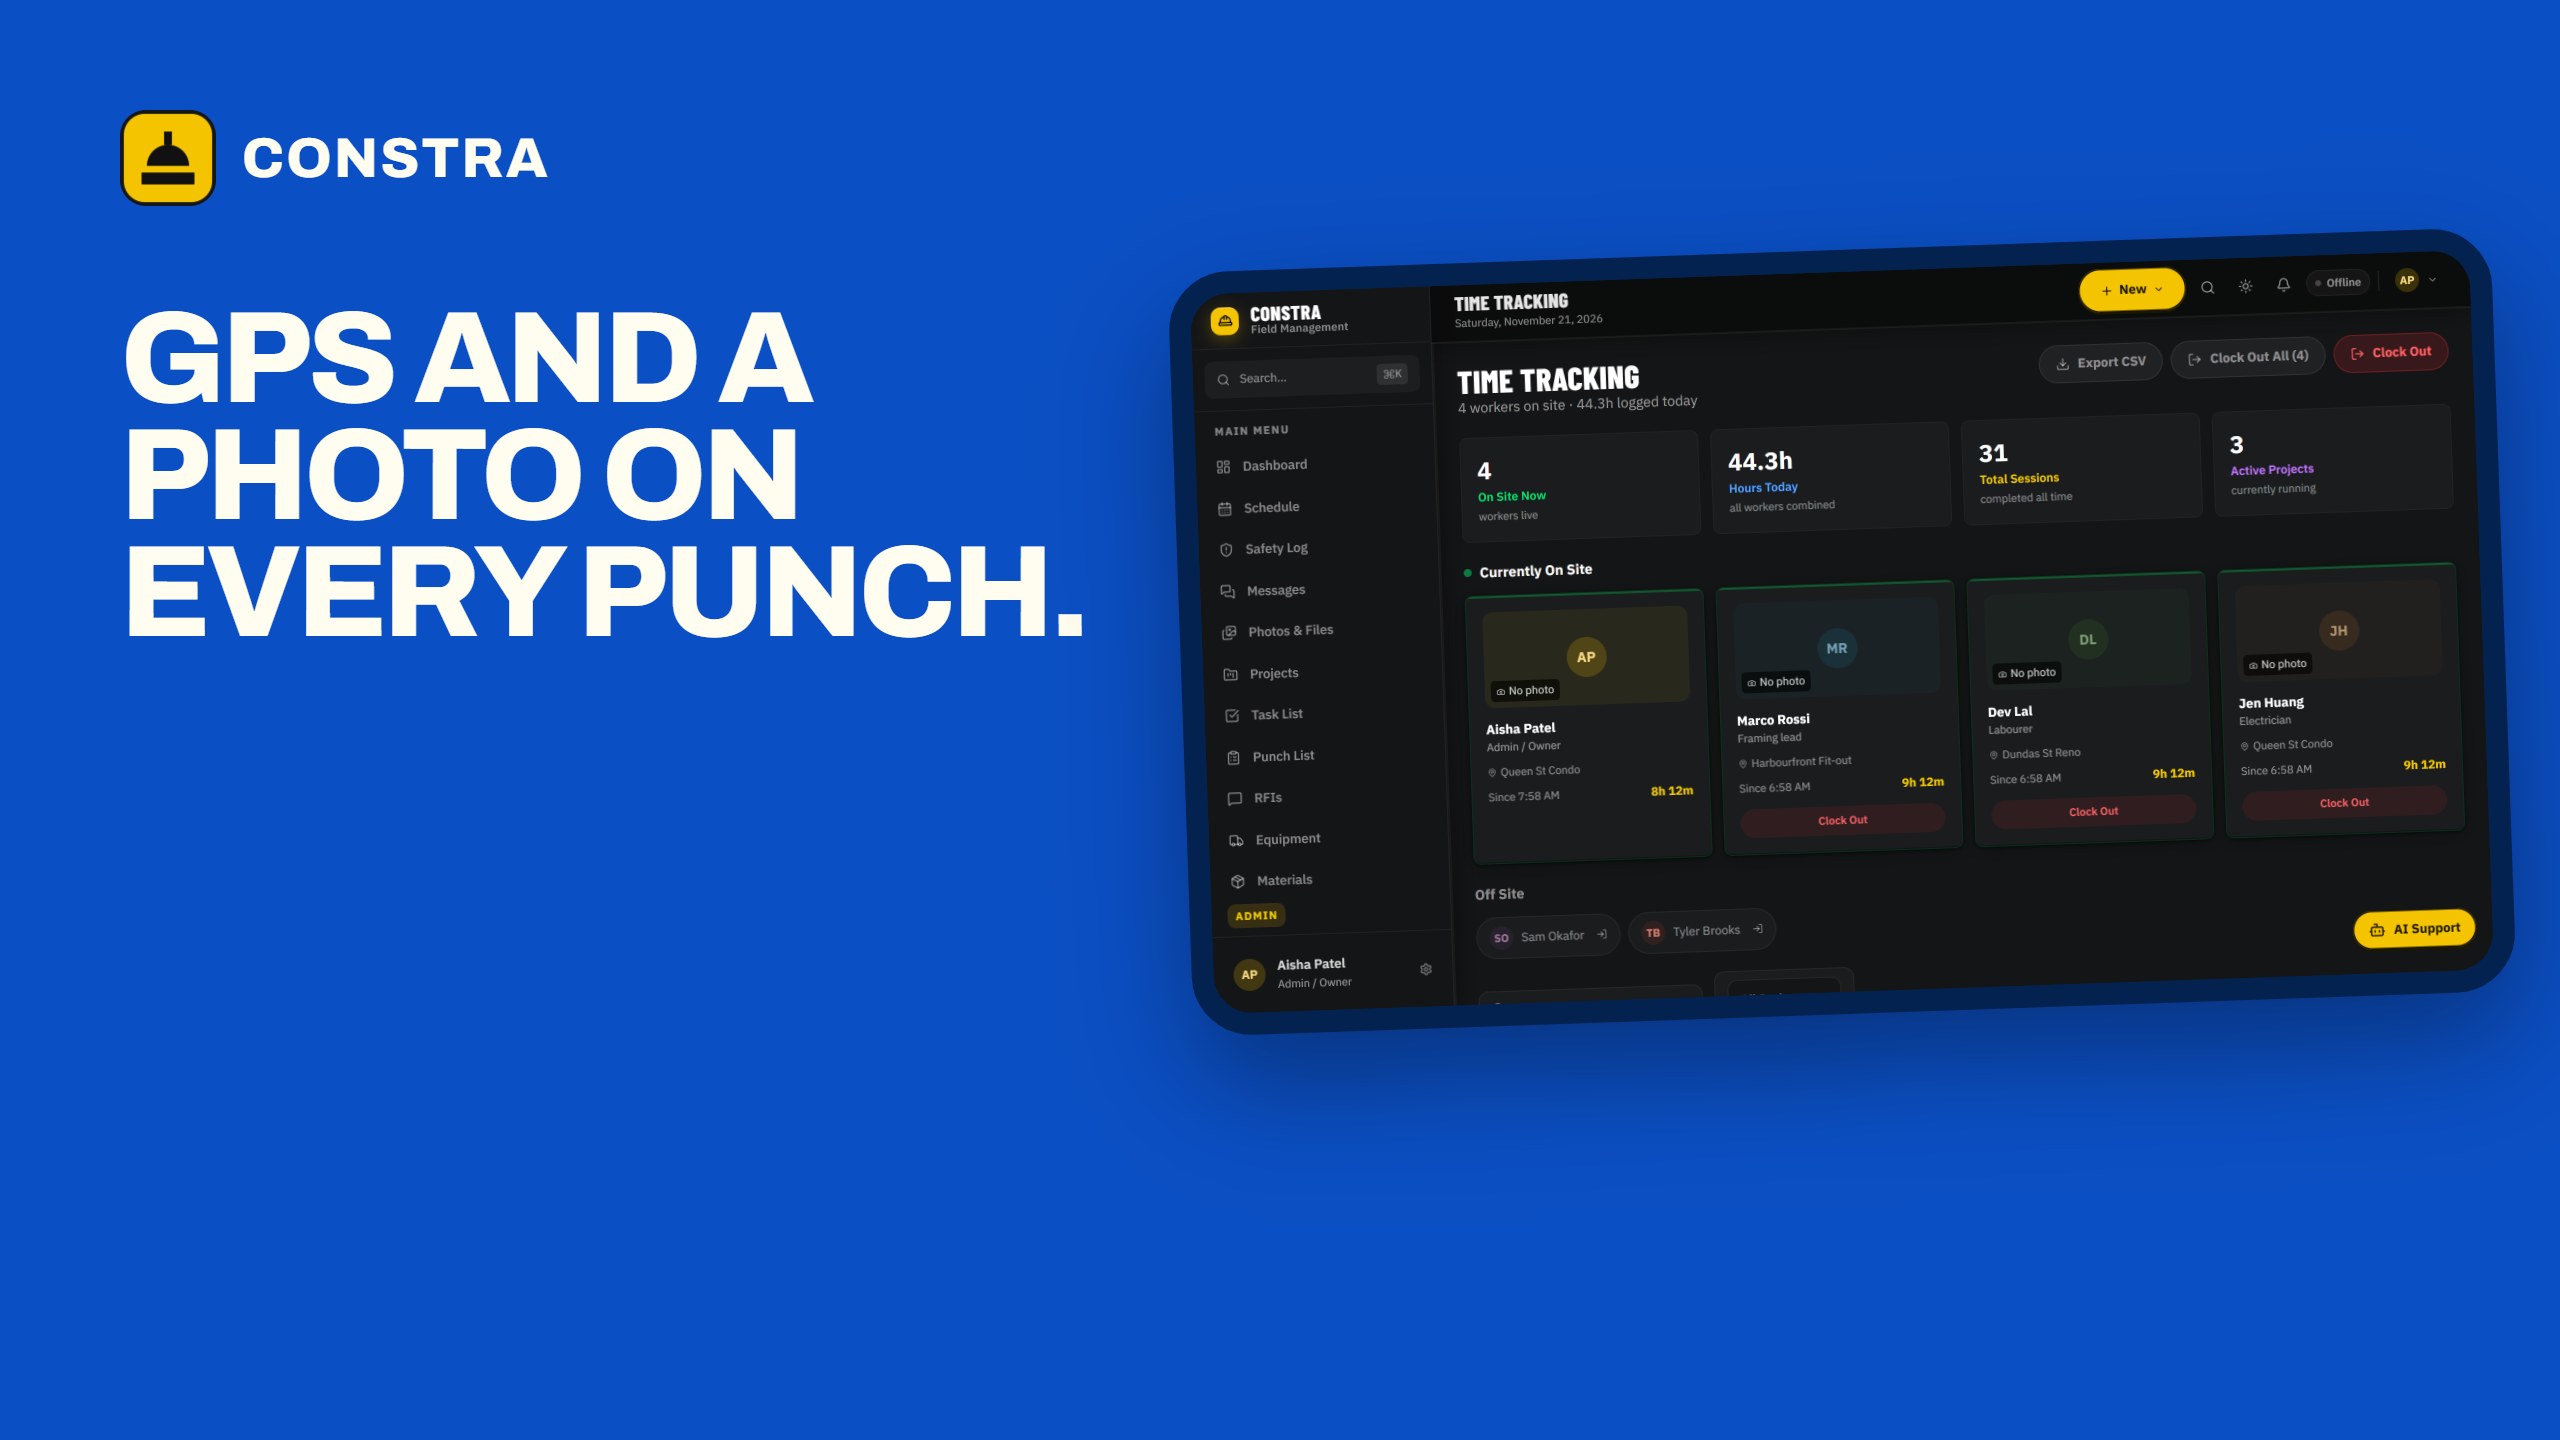 CONSTRA
GPS AND A
PHOTO ON
EVERY PUNCH.
CONSTRA
Field Management
Search...
⌘K
MAIN MENU
Dashboard
Schedule
Safety Log
Messages
Photos & Files
Projects
Task List
Punch List
RFIs
Equipment
Materials
ADMIN
AP
Aisha Patel
Admin / Owner
TIME TRACKING
Saturday, November 21, 2026
New
Offline
AP
TIME TRACKING
4 workers on site · 44.3h logged today
Export CSV
Clock Out All (4)
Clock Out
4
On Site Now
workers live
44.3h
Hours Today
all workers combined
31
Total Sessions
completed all time
3
Active Projects
currently running
Currently On Site
AP
No photo
Aisha Patel
Admin / Owner
Queen St Condo
Since 7:58 AM
8h 12m
MR
No photo
Marco Rossi
Framing lead
Harbourfront Fit-out
Since 6:58 AM
9h 12m
Clock Out
DL
No photo
Dev Lal
Labourer
Dundas St Reno
Since 6:58 AM
9h 12m
Clock Out
JH
No photo
Jen Huang
Electrician
Queen St Condo
Since 6:58 AM
9h 12m
Clock Out
Off Site
SO
Sam Okafor
TB
Tyler Brooks
AI Support